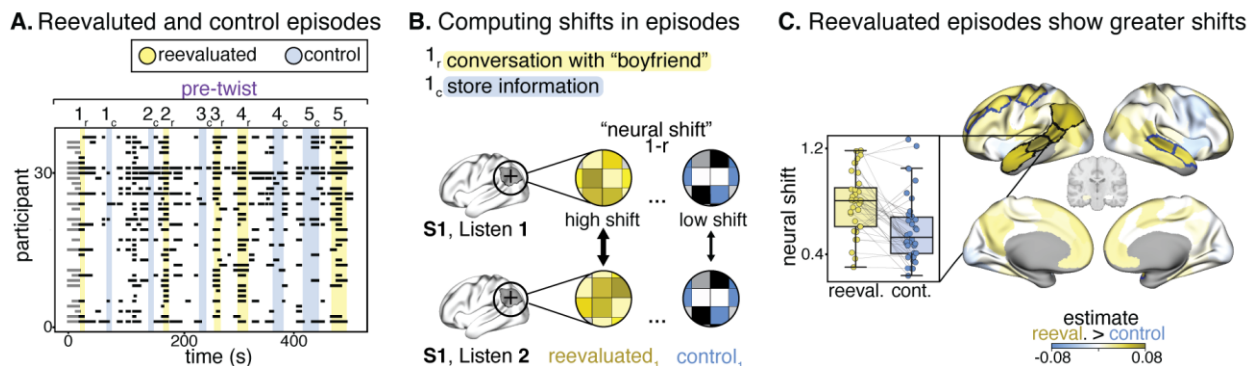 A. Reevaluted and control episodes
reevaluated control
pre-twist
1r 1c 2c 2r 3c 3r 4r 4c 5c 5r
participant
30
0
0 200 400
time (s)
B. Computing shifts in episodes
1r conversation with “boyfriend”
1c store information
“neural shift”
1-r
high shift ... low shift
S1, Listen 1
...
S1, Listen 2
reevaluated1 control1
C. Reevaluated episodes show greater shifts
neural shift
1.2
0.4
reeval. cont.
estimate
reeval. > control
-0.08 0.08